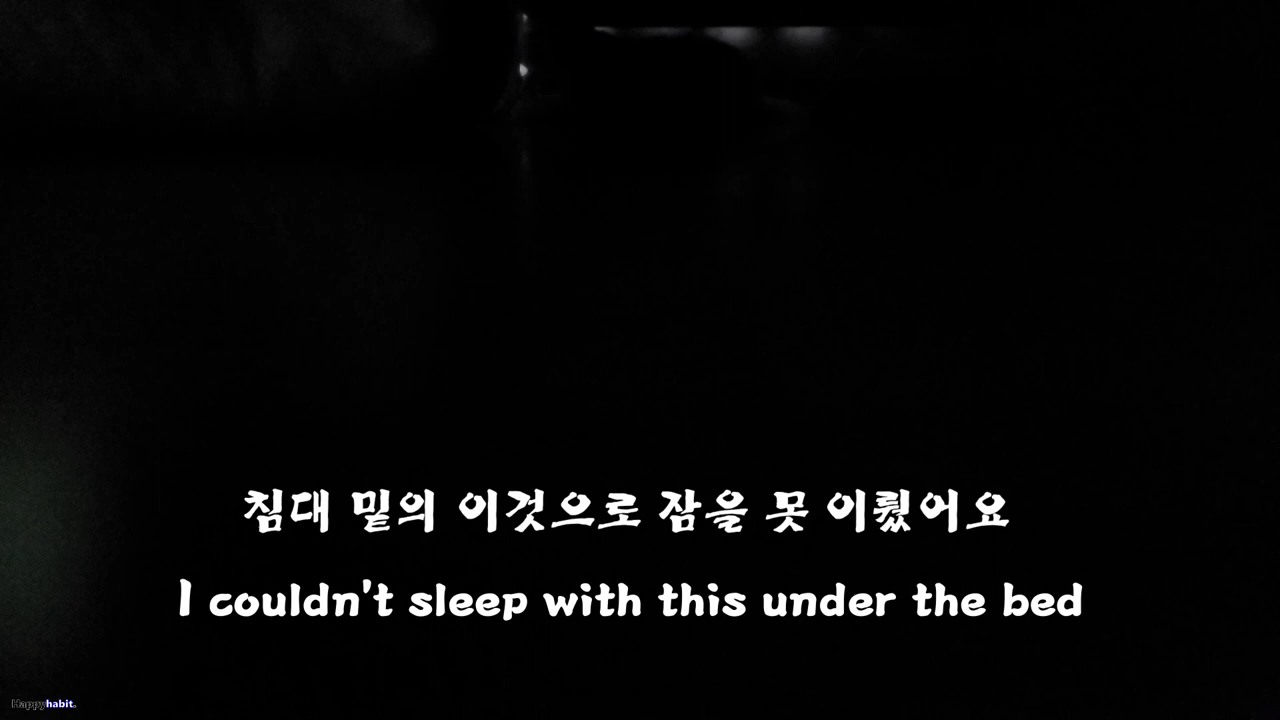 침대 밑의 이것으로 잠을 못 이뤘어요
I couldn't sleep with this under the bed
Happyhabit.